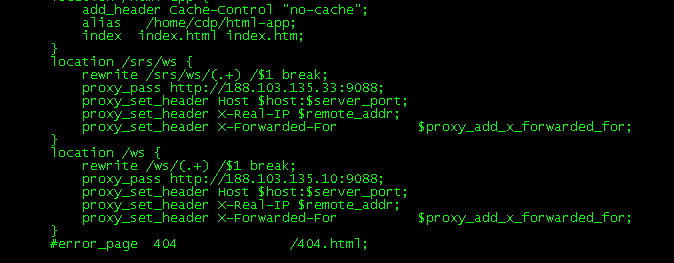 add_header Cache-Control "no-cache";
alias   /home/cdp/html-app;
index  index.html index.htm;
}
location /srs/ws {
rewrite /srs/ws/(.+) /$1 break;
proxy_pass http://188.103.135.33:9088;
proxy_set_header Host $host:$server_port;
proxy_set_header X-Real-IP $remote_addr;
proxy_set_header X-Forwarded-For           $proxy_add_x_forwarded_for;
}
location /ws {
rewrite /ws/(.+) /$1 break;
proxy_pass http://188.103.135.10:9088;
proxy_set_header Host $host:$server_port;
proxy_set_header X-Real-IP $remote_addr;
proxy_set_header X-Forwarded-For           $proxy_add_x_forwarded_for;
}
#error_page  404              /404.html;